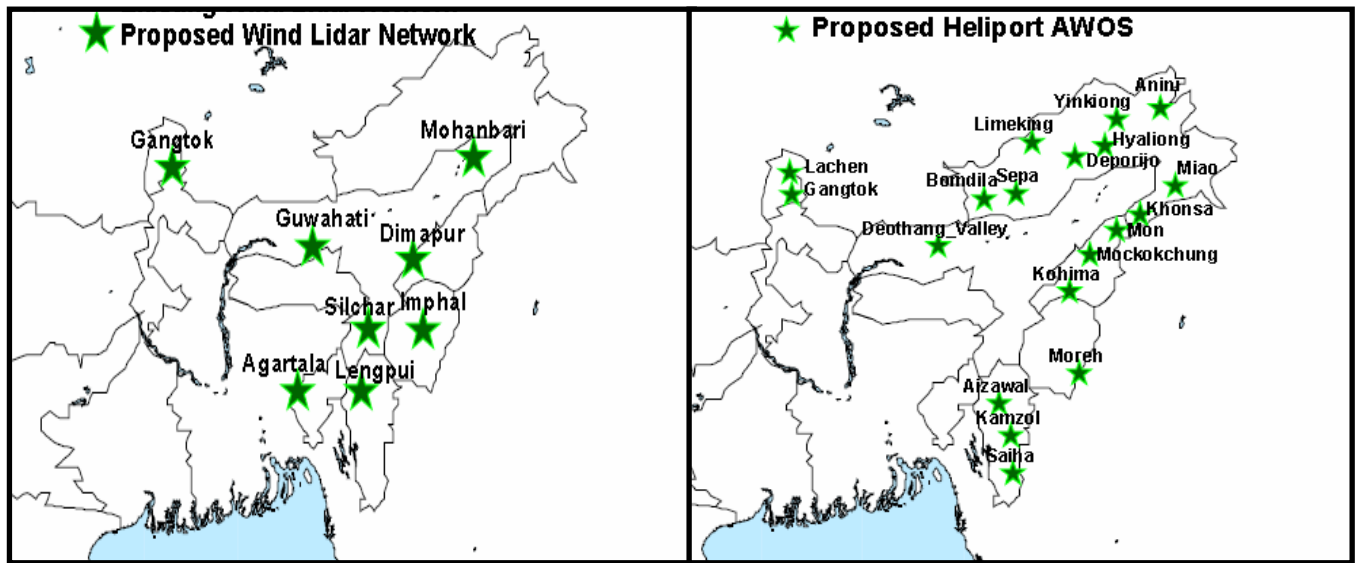 Proposed Wind Lidar Network
Gangtok
Mohanbari
Guwahati
Dimapur
Silchar
Imphal
Agartala
Lengpui
Proposed Heliport AWOS
Anini
Yinkiong
Limeking
Hyaliong
Deporijo
Miao
Lachen
Gangtok
Bomdila
Sepa
Khonsa
Deothang_Valley
Mon
Mockokchung
Kohima
Moreh
Aizawal
Kamzol
Saiha